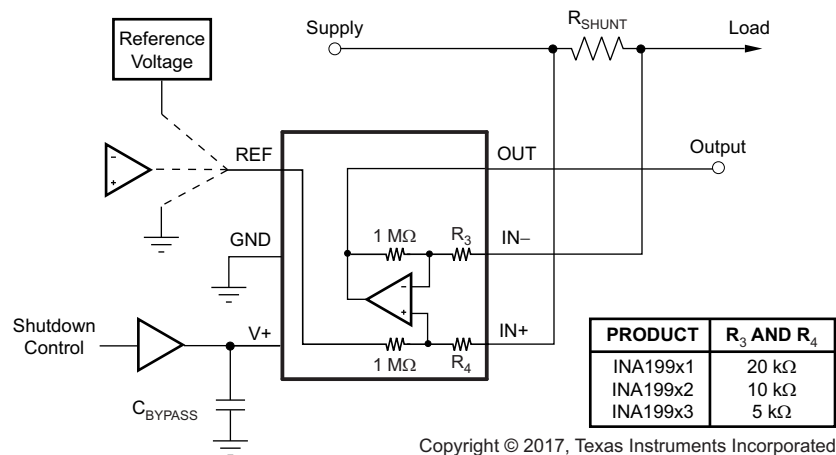 Reference
Voltage
Supply
R_SHUNT
Load
REF
OUT
Output
GND
1 MΩ
R3
IN–
Shutdown
Control
V+
- +
- +
1 MΩ
R4
IN+
C_BYPASS
PRODUCT R3 AND R4
INA199x1 20 kΩ
INA199x2 10 kΩ
INA199x3 5 kΩ
Copyright © 2017, Texas Instruments Incorporated